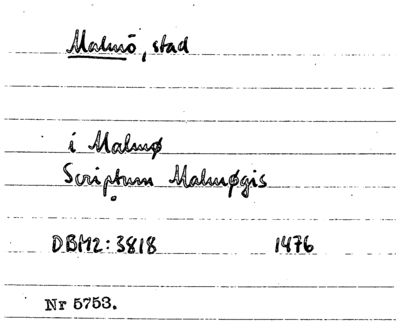 Malmö, stad
i Malmø
Scriptum Malmøgis
DBM2:3818 1476
Nr 5753.